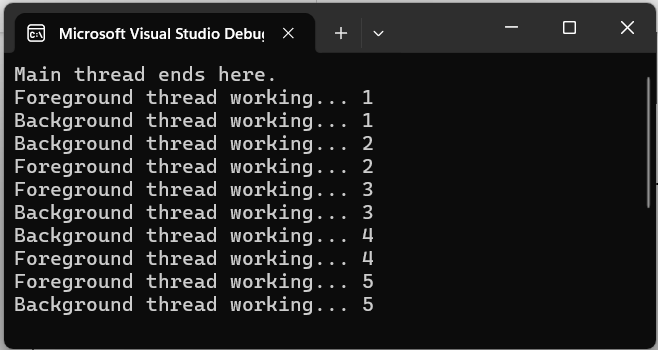 Microsoft Visual Studio Debug
Main thread ends here.
Foreground thread working... 1
Background thread working... 1
Background thread working... 2
Foreground thread working... 2
Foreground thread working... 3
Background thread working... 3
Background thread working... 4
Foreground thread working... 4
Foreground thread working... 5
Background thread working... 5